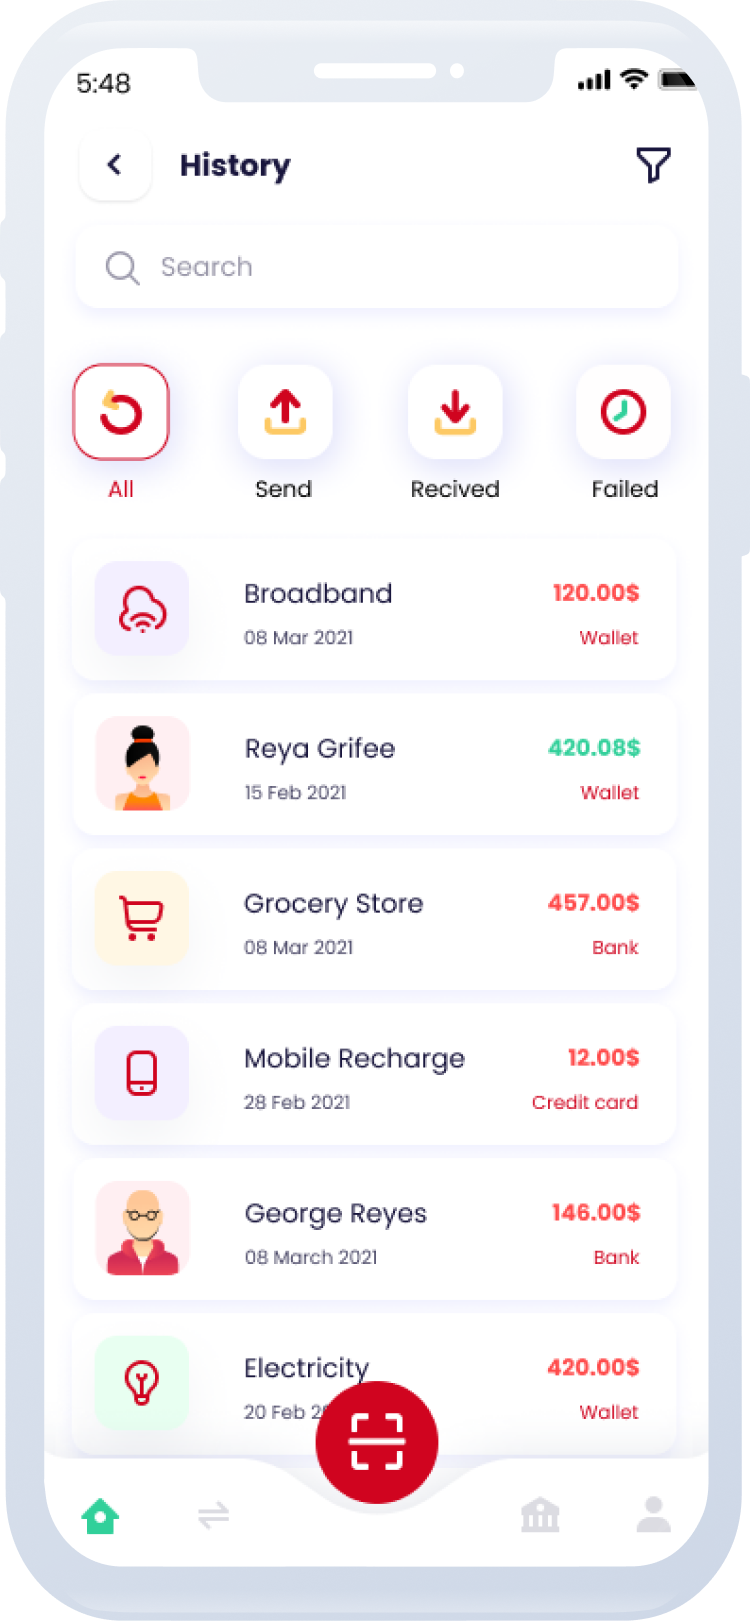 5:48
History
Search
All
Send
Recived
Failed
Broadband
120.00$
08 Mar 2021
Wallet
Reya Grifee
420.08$
15 Feb 2021
Wallet
Grocery Store
457.00$
08 Mar 2021
Bank
Mobile Recharge
12.00$
28 Feb 2021
Credit card
George Reyes
146.00$
08 March 2021
Bank
Electricity
420.00$
20 Feb
Wallet